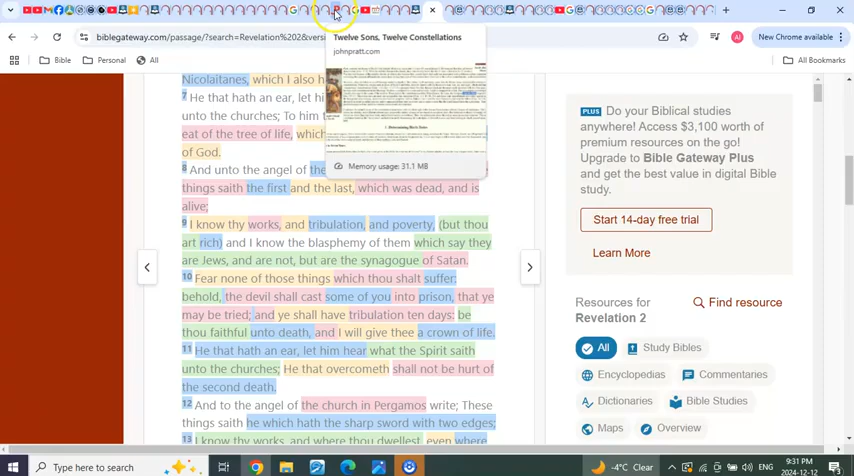 biblegateway.com/passage/?search=Revelation%202&vers
New Chrome available
Bible
Personal
All
All Bookmarks
Twelve Sons, Twelve Constellations
johnpratt.com
Memory usage: 31.1 MB
Nicolaitanes, which I also h
7 He that hath an ear, let hi
unto the churches; To him
eat of the tree of life, whic
of God.
8 And unto the angel of the
things saith the first and the last, which was dead, and is
alive;
9 I know thy works, and tribulation, and poverty, (but thou
art rich) and I know the blasphemy of them which say they
are Jews, and are not, but are the synagogue of Satan.
10 Fear none of those things which thou shalt suffer:
behold, the devil shall cast some of you into prison, that ye
may be tried; and ye shall have tribulation ten days: be
thou faithful unto death, and I will give thee a crown of life.
11 He that hath an ear, let him hear what the Spirit saith
unto the churches; He that overcometh shall not be hurt of
the second death.
12 And to the angel of the church in Pergamos write; These
things saith he which hath the sharp sword with two edges;
13 I know thy works, and where thou dwellest, even where
PLUS Do your Biblical studies
anywhere! Access $3,100 worth of
premium resources on the go!
Upgrade to Bible Gateway Plus
and get the best value in digital Bible
study.
Start 14-day free trial
Learn More
Resources for
Revelation 2
Find resource
All
Study Bibles
Encyclopedias
Commentaries
Dictionaries
Bible Studies
Maps
Overview
Type here to search
-4°C Clear
ENG
9:31 PM
2024-12-12